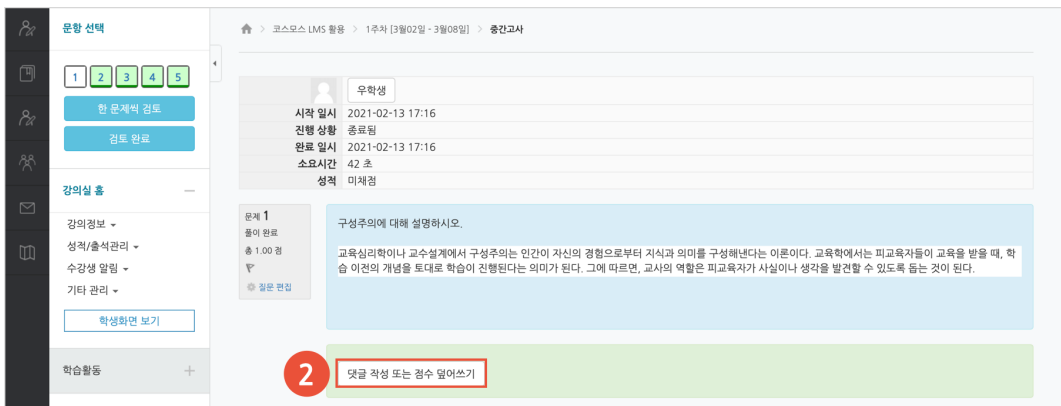 문항 선택
1 2 3 4 5
한 문제씩 검토
검토 완료
강의실 홈
강의정보
성적/출석관리
수강생 알림
기타 관리
학생화면 보기
학습활동
코스모스 LMS 활용 > 1주차 [3월02일 - 3월08일] > 중간고사
우학생
시작 일시 2021-02-13 17:16
진행 상황 종료됨
완료 일시 2021-02-13 17:16
소요시간 42 초
성적 미채점
문제 1
풀이 완료
총 1.00 점
질문 편집
구성주의에 대해 설명하시오.
교육심리학이나 교수설계에서 구성주의는 인간이 자신의 경험으로부터 지식과 의미를 구성해낸다는 이론이다. 교육학에서는 피교육자들이 교육을 받을 때, 학
습 이전의 개념을 토대로 학습이 진행된다는 의미가 된다. 그에 따르면, 교사의 역할은 피교육자가 사실이나 생각을 발견할 수 있도록 돕는 것이 된다.
2
댓글 작성 또는 점수 덮어쓰기